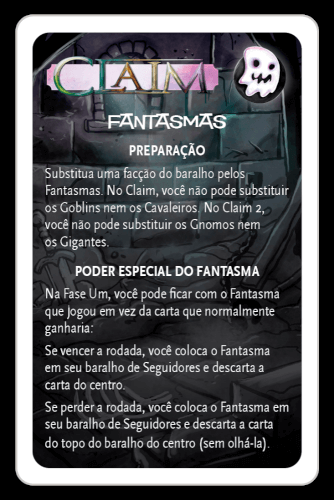 CLAIM
FANTASMAS
PREPARAÇÃO
Substitua uma facção do baralho pelos
Fantasmas. No Claim, você não pode substituir
os Goblins nem os Cavaleiros. No Claim 2,
você não pode substituir os Gnomos nem
os Gigantes.
PODER ESPECIAL DO FANTASMA
Na Fase Um, você pode ficar com o Fantasma
que jogou em vez da carta que normalmente
ganharia:
Se vencer a rodada, você coloca o Fantasma
em seu baralho de Seguidores e descarta a
carta do centro.
Se perder a rodada, você coloca o Fantasma em
seu baralho de Seguidores e descarta a carta
do topo do baralho do centro (sem olhá-la).